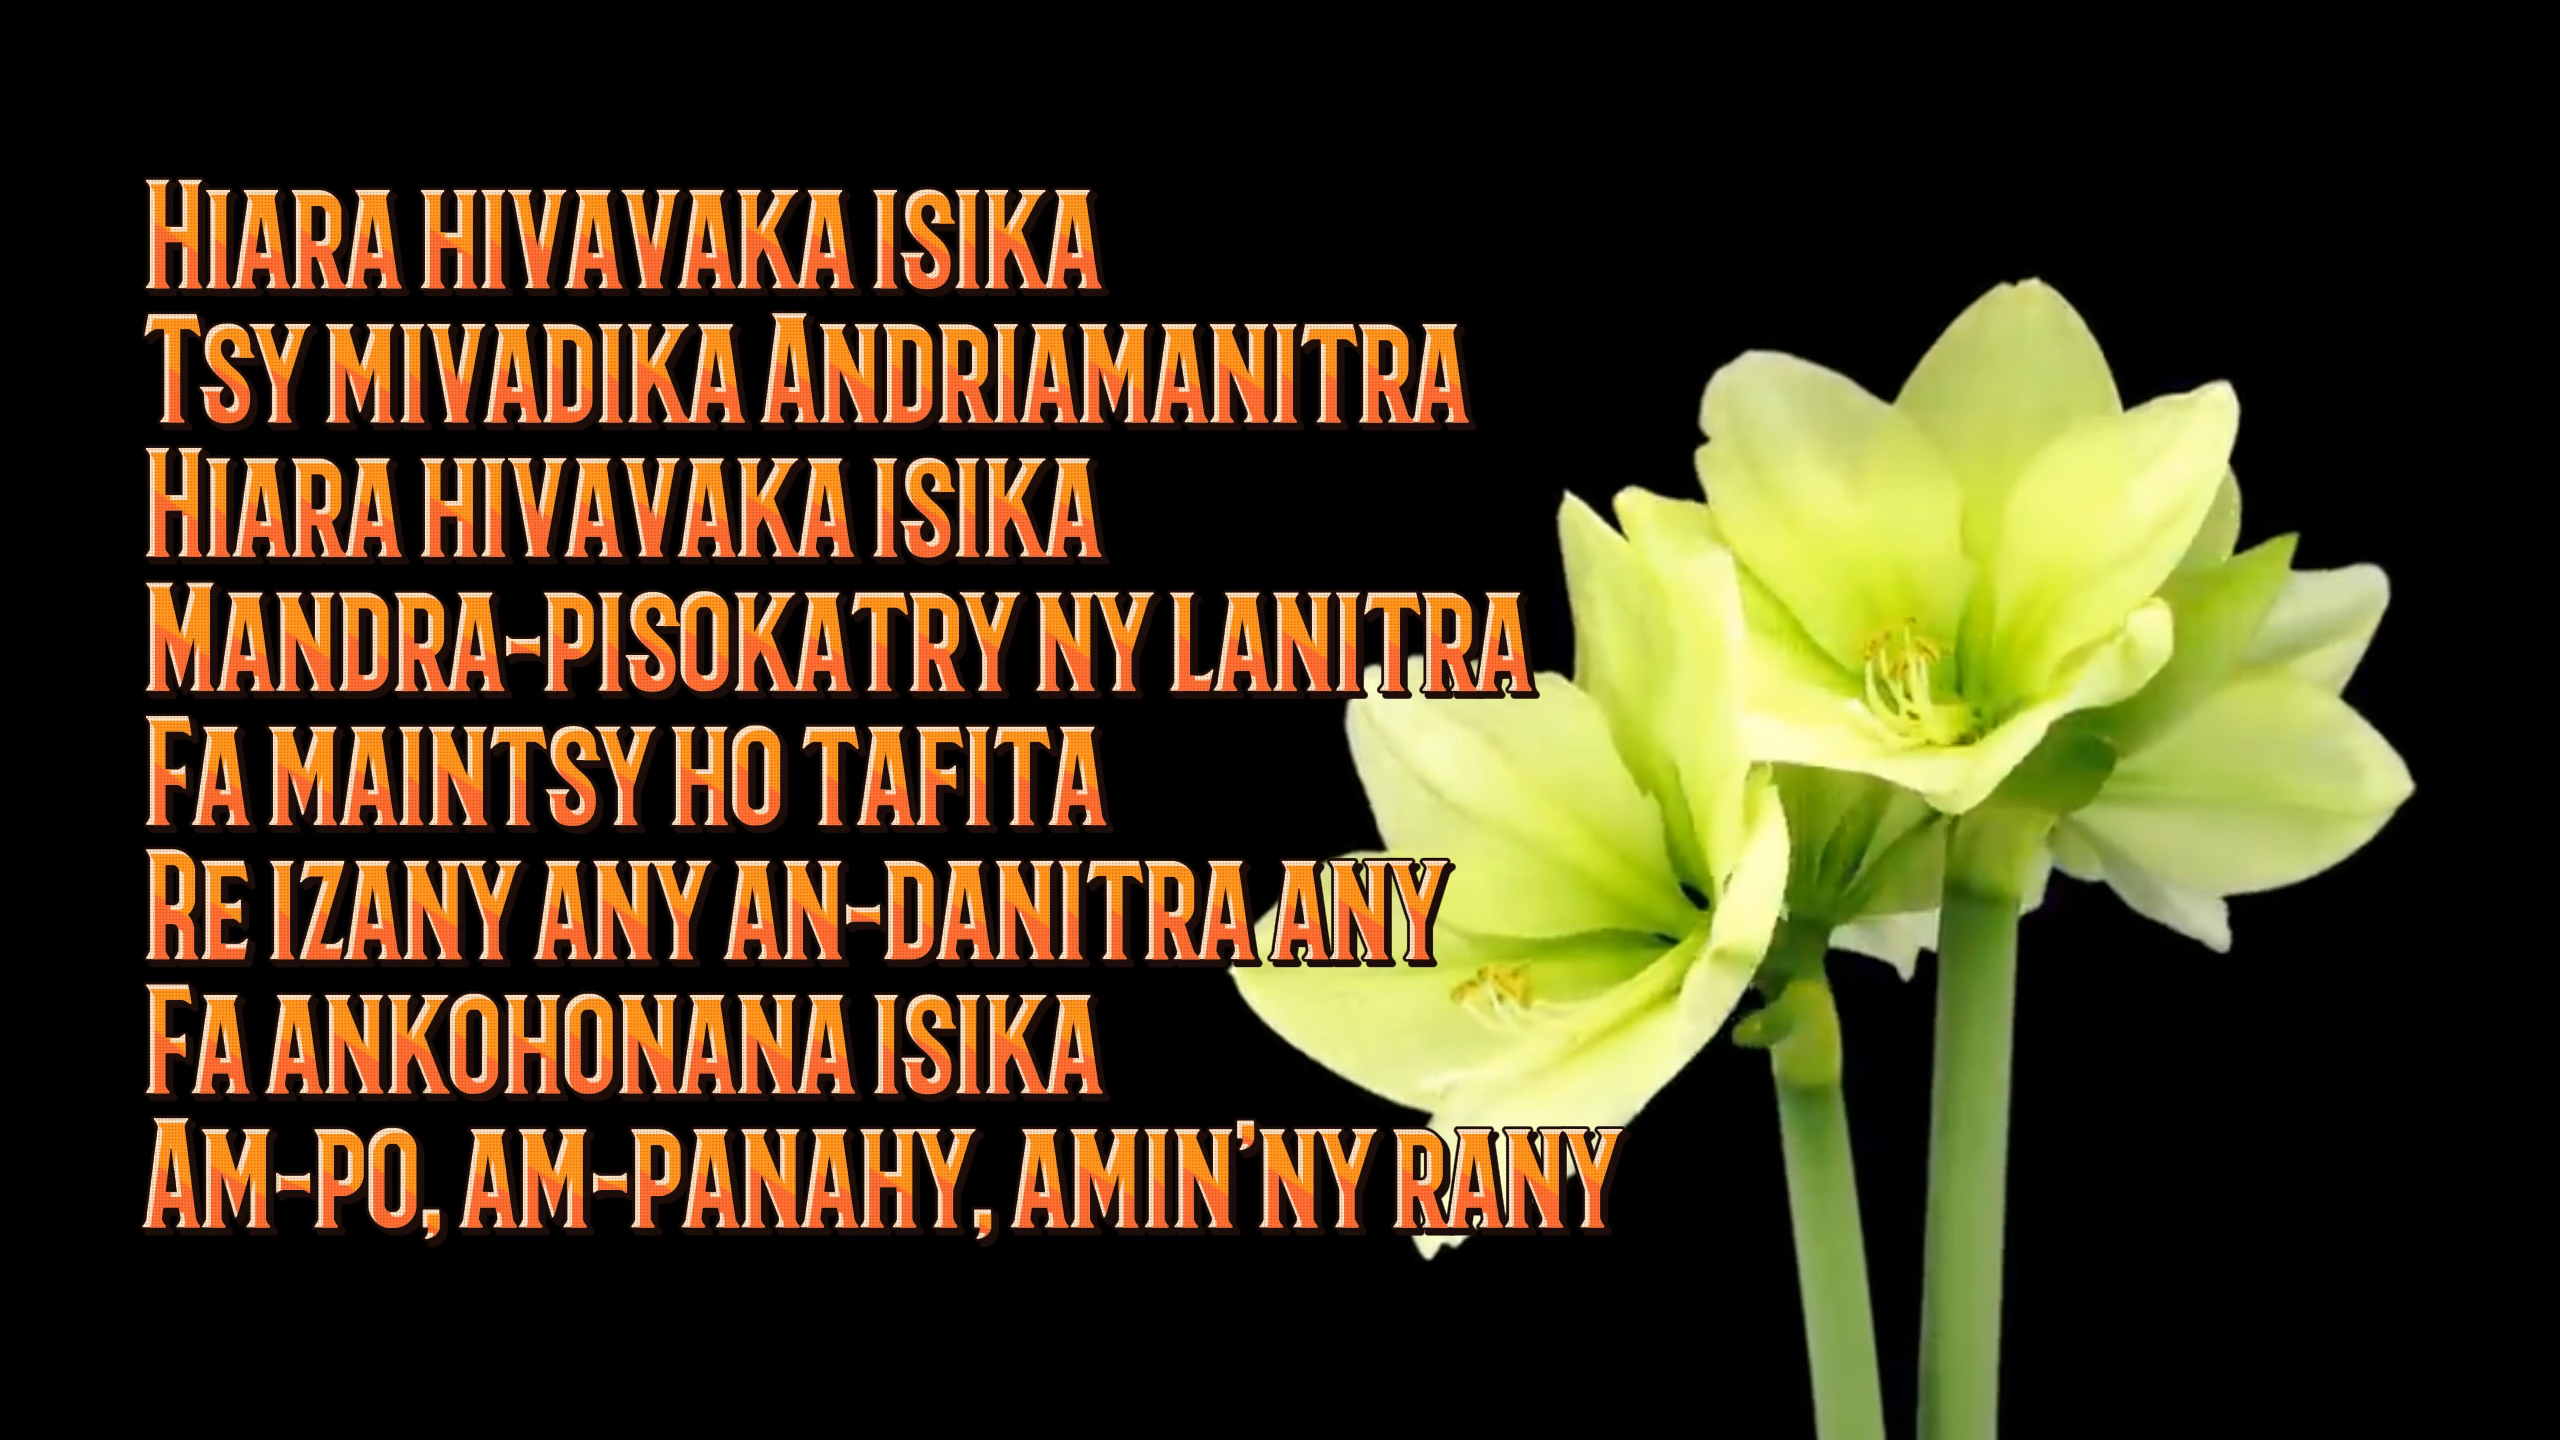 Hiara hivavaka isika
Tsy mivadika Andriamanitra
Hiara hivavaka isika
Mandra-pisokatry ny lanitra
Fa maintsy ho tafita
Re izany any an-danitra any
Fa ankohonana isika
Am-po, am-panahy, amin'ny rany